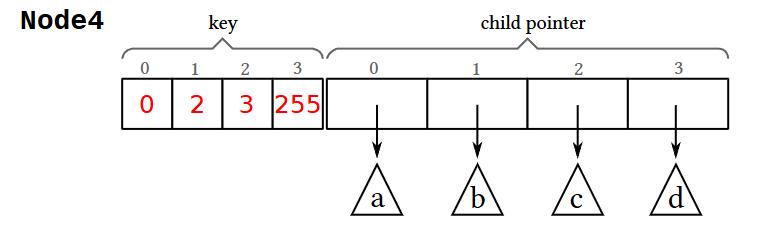 Node4
key child pointer
0 1 2 3 0 1 2 3
0 2 3 255
a b c d